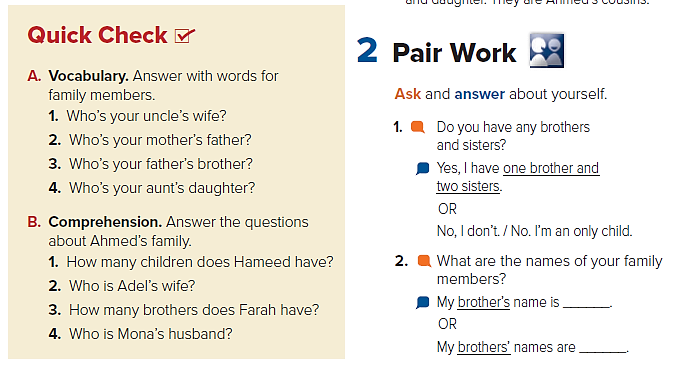 and daughter. They are Ahmed's cousins.
Quick Check
A. Vocabulary. Answer with words for
family members.
1. Who's your uncle's wife?
2. Who's your mother's father?
3. Who's your father's brother?
4. Who's your aunt's daughter?
B. Comprehension. Answer the questions
about Ahmed's family.
1. How many children does Hameed have?
2. Who is Adel's wife?
3. How many brothers does Farah have?
4. Who is Mona's husband?
2 Pair Work
Ask and answer about yourself.
1. Do you have any brothers
and sisters?
Yes, I have one brother and
two sisters.
OR
No, I don't. / No. I'm an only child.
2. What are the names of your family
members?
My brother's name is _______.
OR
My brothers' names are _______.